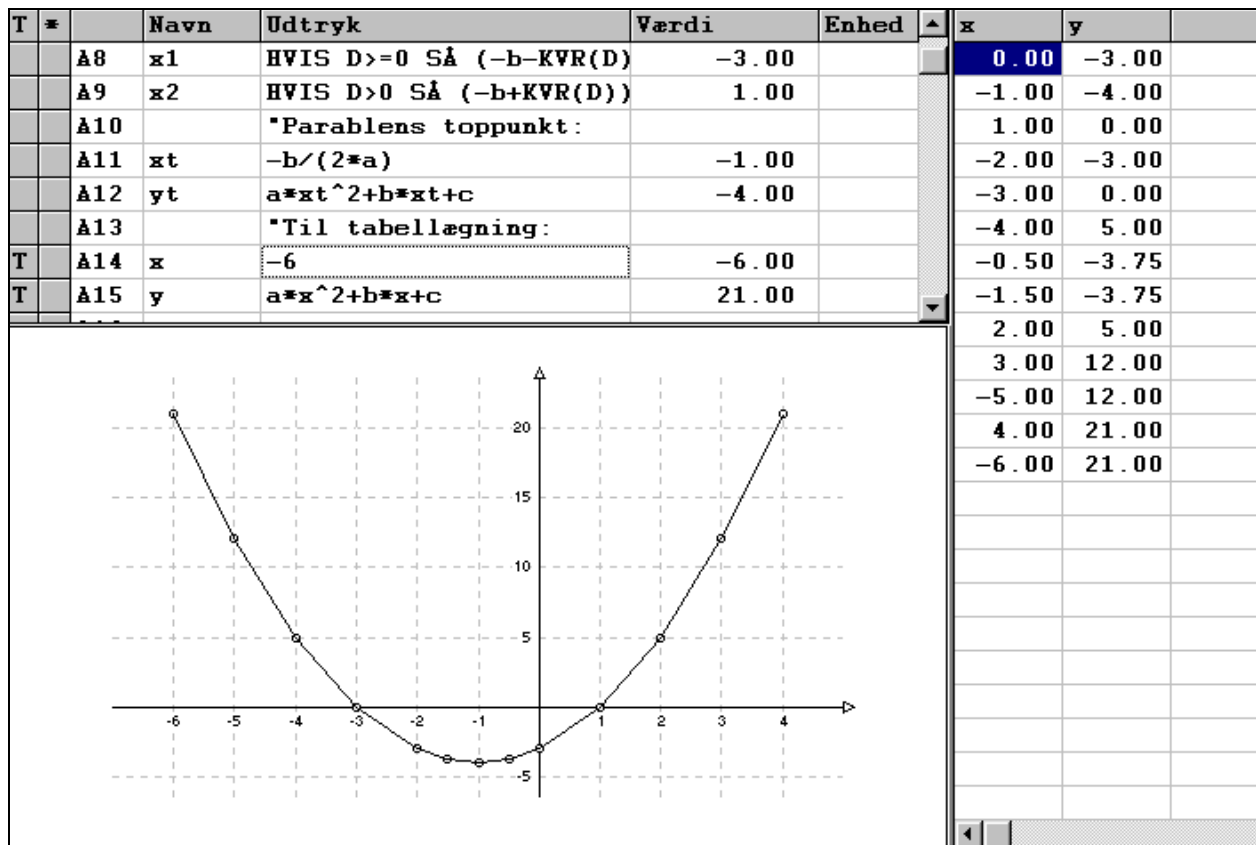 T * Navn Udtryk Værdi Enhed
A8 x1 HVIS D>=0 SÅ (-b-KVR(D) -3.00
A9 x2 HVIS D>0 SÅ (-b+KVR(D)) 1.00
A10 "Parablens toppunkt:
A11 xt -b/(2*a) -1.00
A12 yt a*xt^2+b*xt+c -4.00
A13 "Til tabellægning:
T A14 x -6 -6.00
T A15 y a*x^2+b*x+c 21.00
x y
0.00 -3.00
-1.00 -4.00
1.00 0.00
-2.00 -3.00
-3.00 0.00
-4.00 5.00
-0.50 -3.75
-1.50 -3.75
2.00 5.00
3.00 12.00
-5.00 12.00
4.00 21.00
-6.00 21.00
20
15
10
5
-6 -5 -4 -3 -2 -1 1 2 3 4
-5